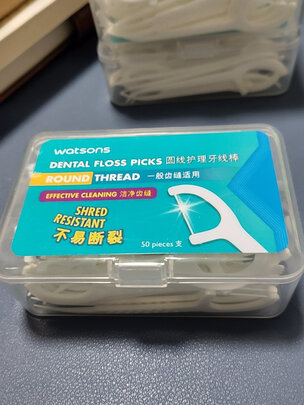 watsons
DENTAL FLOSS PICKS 圆线护理牙线棒
ROUND THREAD 一般齿缝适用
EFFECTIVE CLEANING 洁净齿缝
SHRED
RESISTANT
不易断裂
50 pieces 支